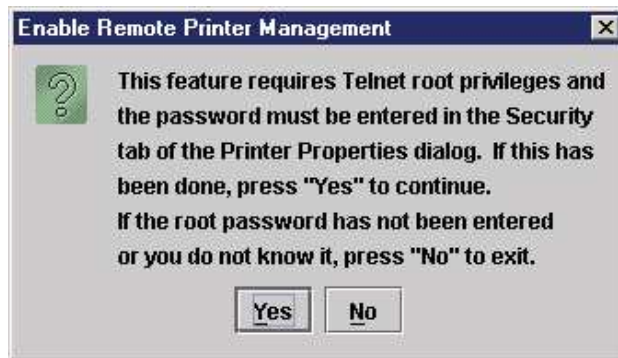 Enable Remote Printer Management
This feature requires Telnet root privileges and
the password must be entered in the Security
tab of the Printer Properties dialog. If this has
been done, press "Yes" to continue.
If the root password has not been entered
or you do not know it, press "No" to exit.
Yes No